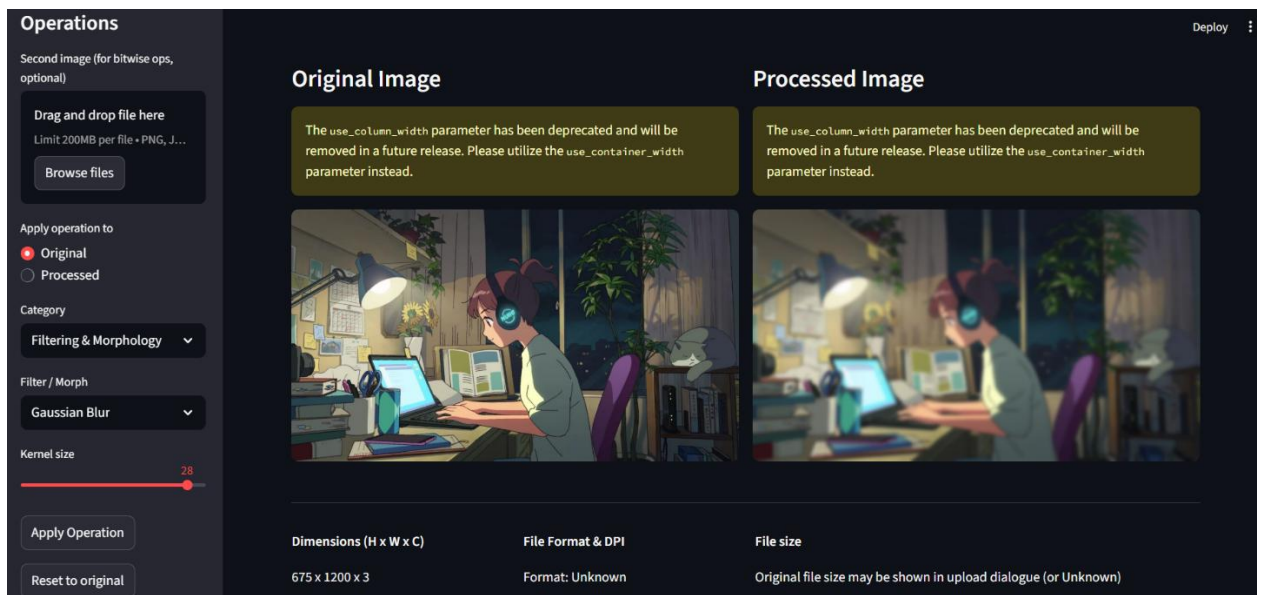 Operations
Second image (for bitwise ops,
optional)
Drag and drop file here
Limit 200MB per file • PNG, J...
Browse files
Apply operation to
Original
Processed
Category
Filtering & Morphology
Filter / Morph
Gaussian Blur
Kernel size
28
Apply Operation
Reset to original
Deploy
Original Image
The use_column_width parameter has been deprecated and will be
removed in a future release. Please utilize the use_container_width
parameter instead.
Processed Image
The use_column_width parameter has been deprecated and will be
removed in a future release. Please utilize the use_container_width
parameter instead.
Dimensions (H x W x C)
675 x 1200 x 3
File Format & DPI
Format: Unknown
File size
Original file size may be shown in upload dialogue (or Unknown)